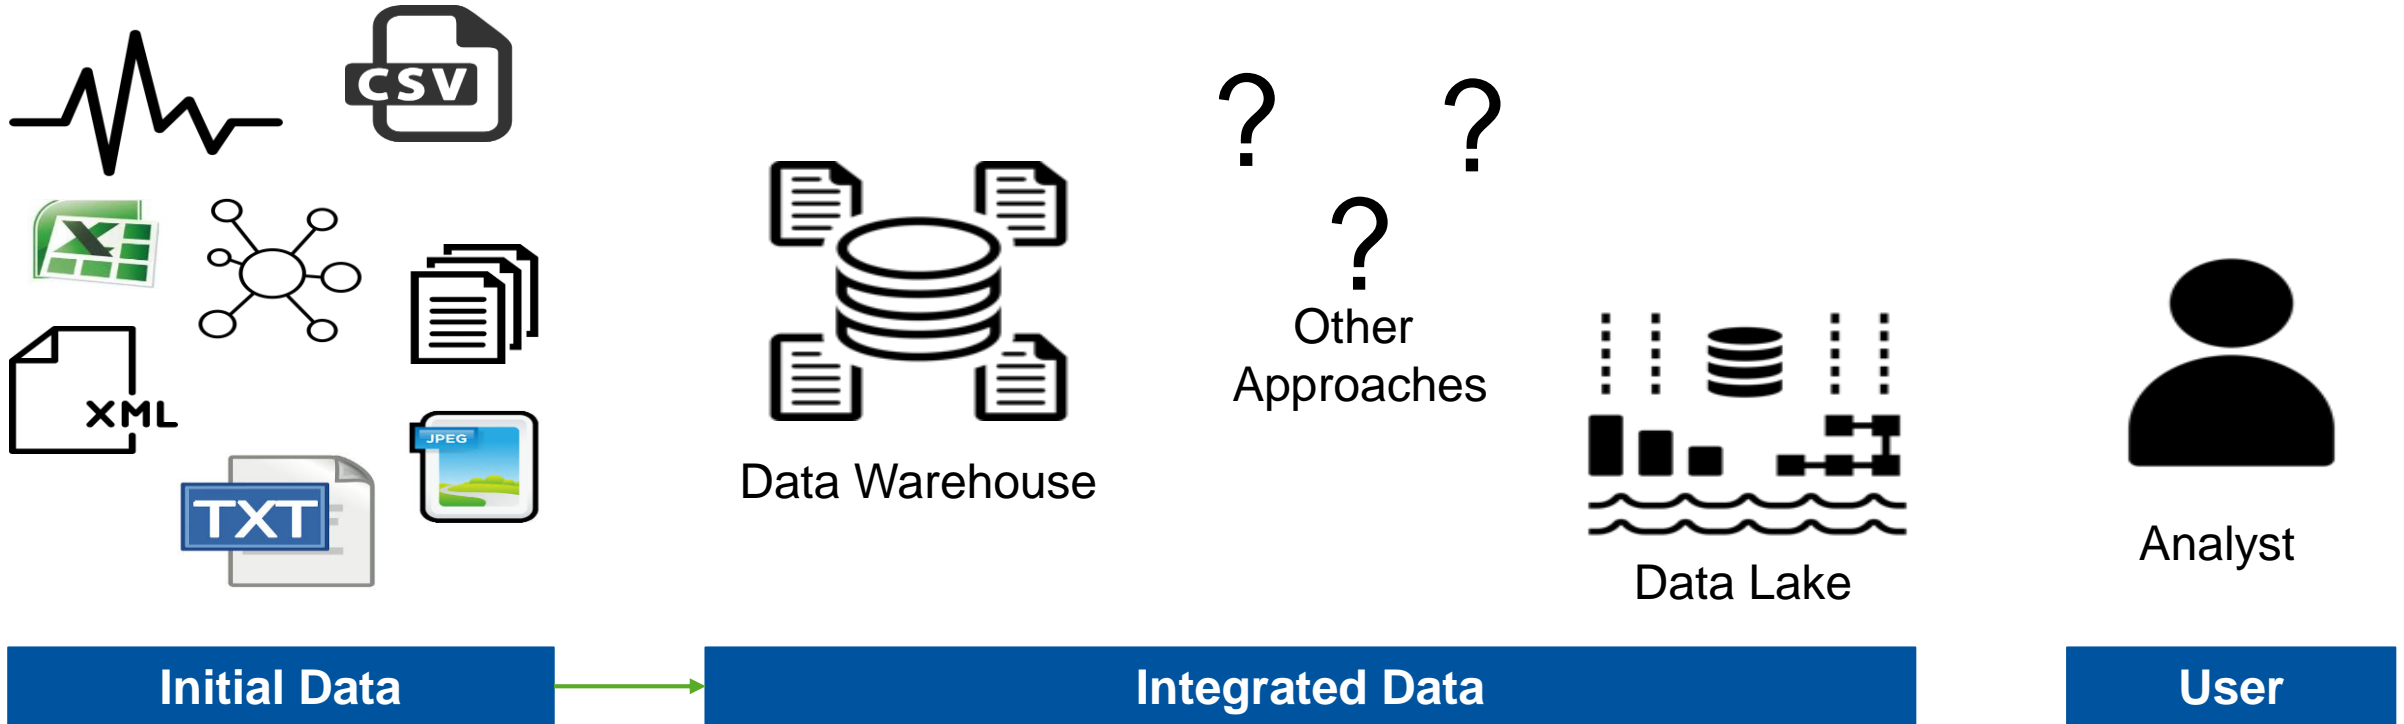 CSV
XML
TXT
JPEG
Data Warehouse
?
?
?
Other
Approaches
Data Lake
Analyst
Initial Data
Integrated Data
User